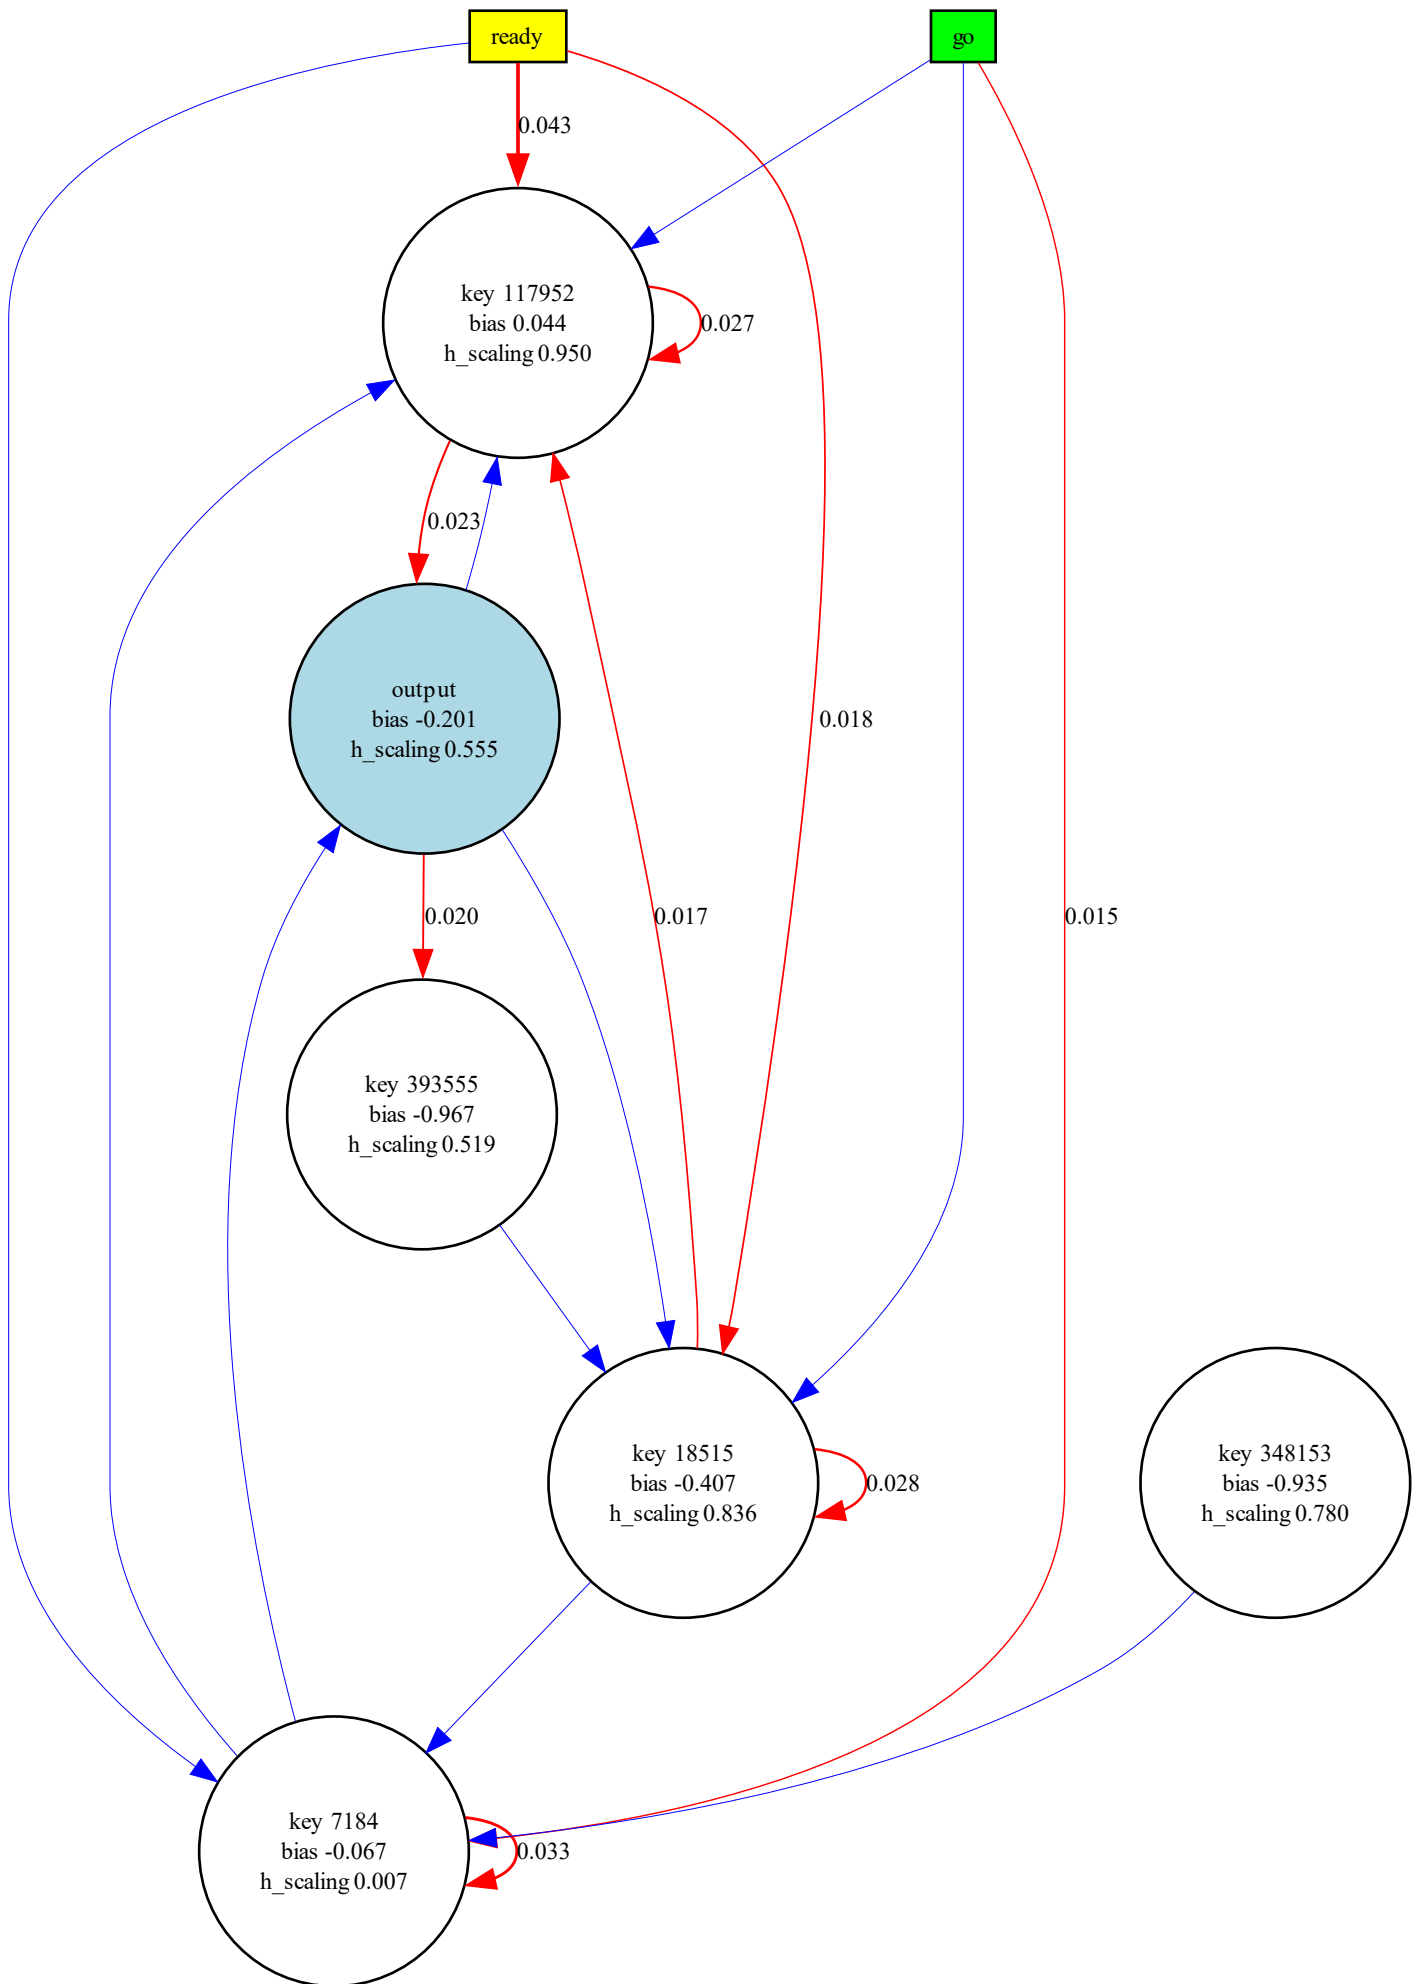 ready
go
0.043
key 117952
bias 0.044
h_scaling 0.950
0.027
0.023
output
bias -0.201
h_scaling 0.555
0.018
0.020
0.017
0.015
key 393555
bias -0.967
h_scaling 0.519
key 18515
bias -0.407
h_scaling 0.836
0.028
key 348153
bias -0.935
h_scaling 0.780
key 7184
bias -0.067
h_scaling 0.007
0.033